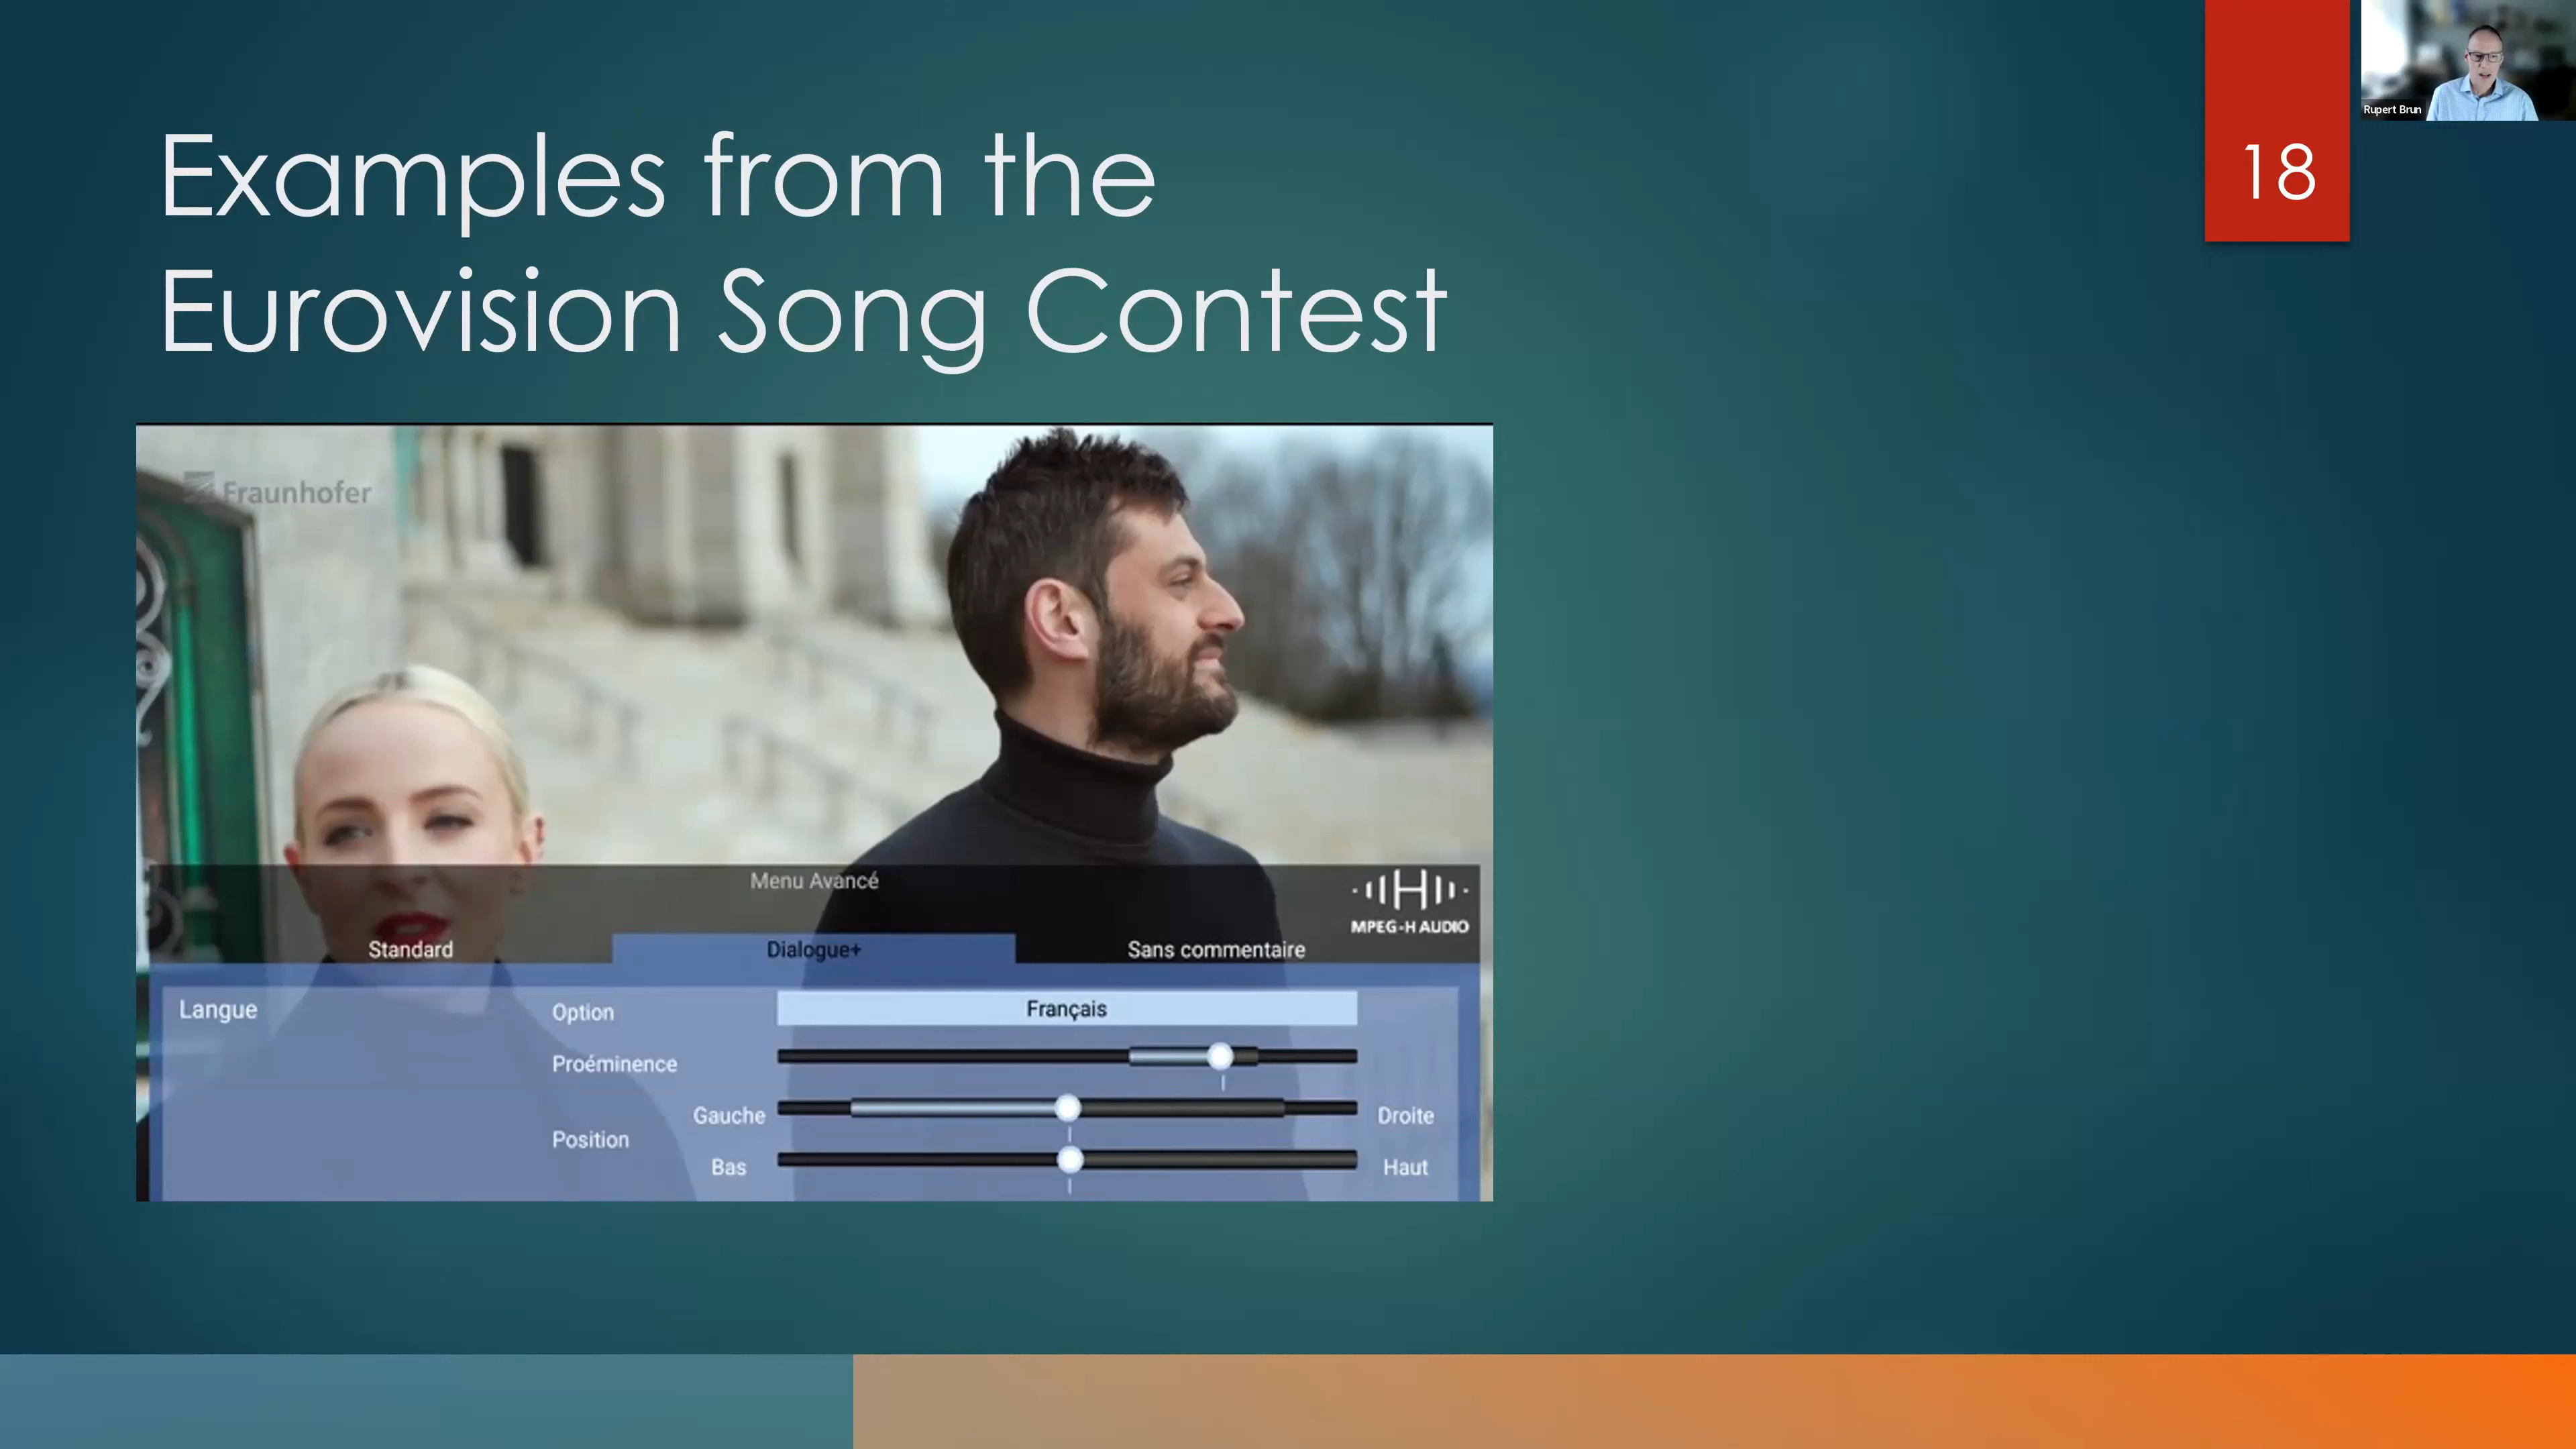 Examples from the
Eurovision Song Contest
18
Rupert Brun
Fraunhofer
Menu Avancé
MPEG-H AUDIO
Standard
Dialogue+
Sans commentaire
Langue
Option
Français
Proéminence
Gauche
Droite
Position
Bas
Haut